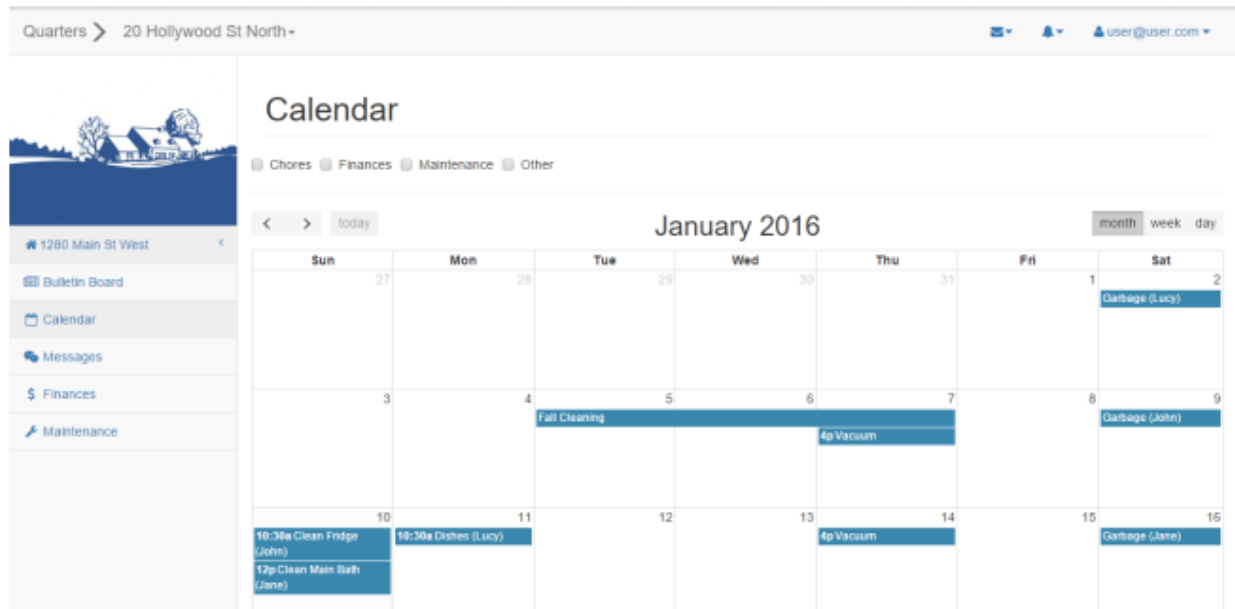 Quarters 20 Hollywood St North
user@user.com
Calendar
Chores Finances Maintenance Other
today January 2016 month week day
1280 Main St West
Bulletin Board
Calendar
Messages
$ Finances
Maintenance
Sun Mon Tue Wed Thu Fri Sat
27 28 29 30 31 1 2
Garbage (Lucy)
3 4 5 6 7 8 9
Fall Cleaning Garbage (John)
4p Vacuum
10 11 12 13 14 15 16
10:30a Clean Fridge 10:30a Dishes (Lucy) 4p Vacuum Garbage (Jane)
(John)
12p Clean Main Bath
(Jane)